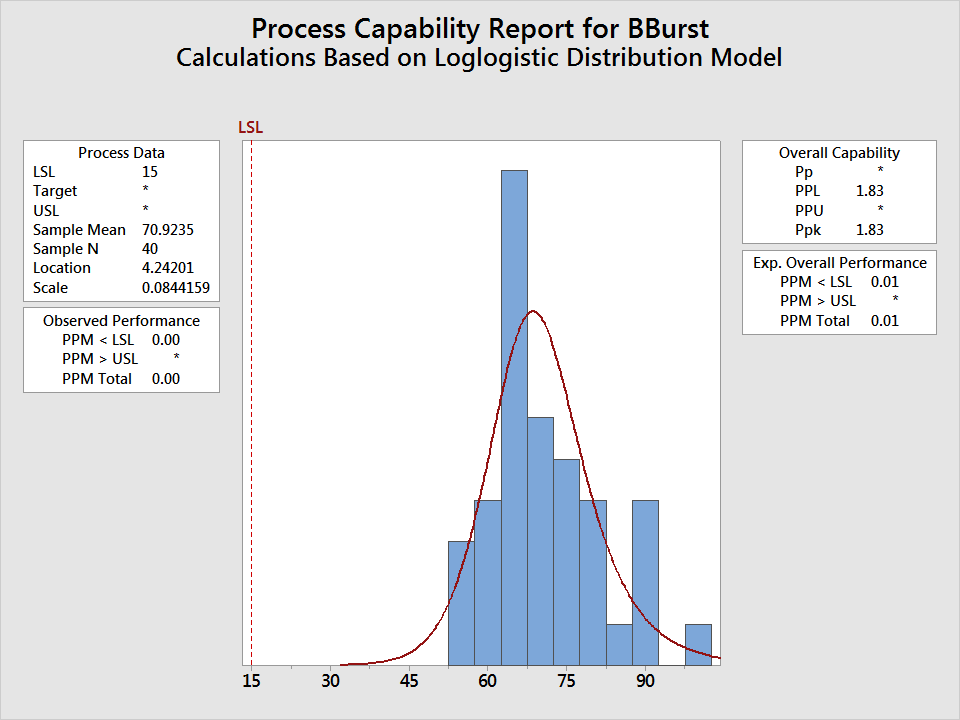 Process Capability Report for BBurst
Calculations Based on Loglogistic Distribution Model
LSL
Process Data
LSL 15
Target *
USL *
Sample Mean 70.9235
Sample N 40
Location 4.24201
Scale 0.0844159
Observed Performance
PPM < LSL 0.00
PPM > USL *
PPM Total 0.00
Overall Capability
Pp *
PPL 1.83
PPU *
Ppk 1.83
Exp. Overall Performance
PPM < LSL 0.01
PPM > USL *
PPM Total 0.01
15 30 45 60 75 90